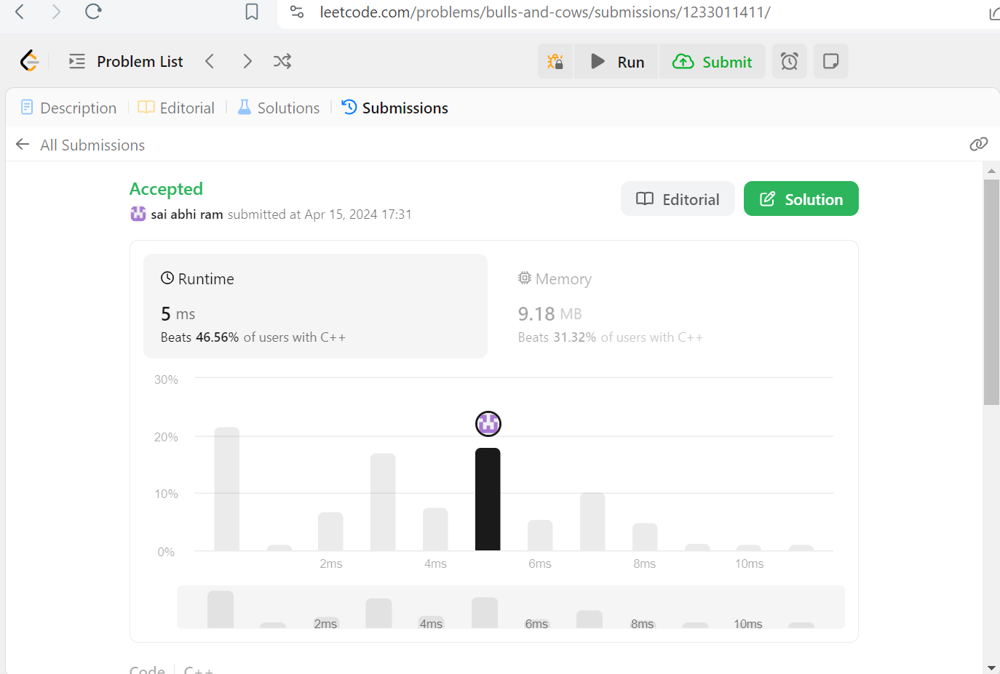 leetcode.com/problems/bulls-and-cows/submissions/1233011411/
Problem List Run Submit
Description Editorial Solutions Submissions
All Submissions
Accepted
sai abhi ram submitted at Apr 15, 2024 17:31
Editorial Solution
Runtime
5 ms
Beats 46.56% of users with C++
Memory
9.18 MB
Beats 31.32% of users with C++
30%
20%
10%
0%
2ms 4ms 6ms 8ms 10ms
2ms 4ms 6ms 8ms 10ms
Code C++